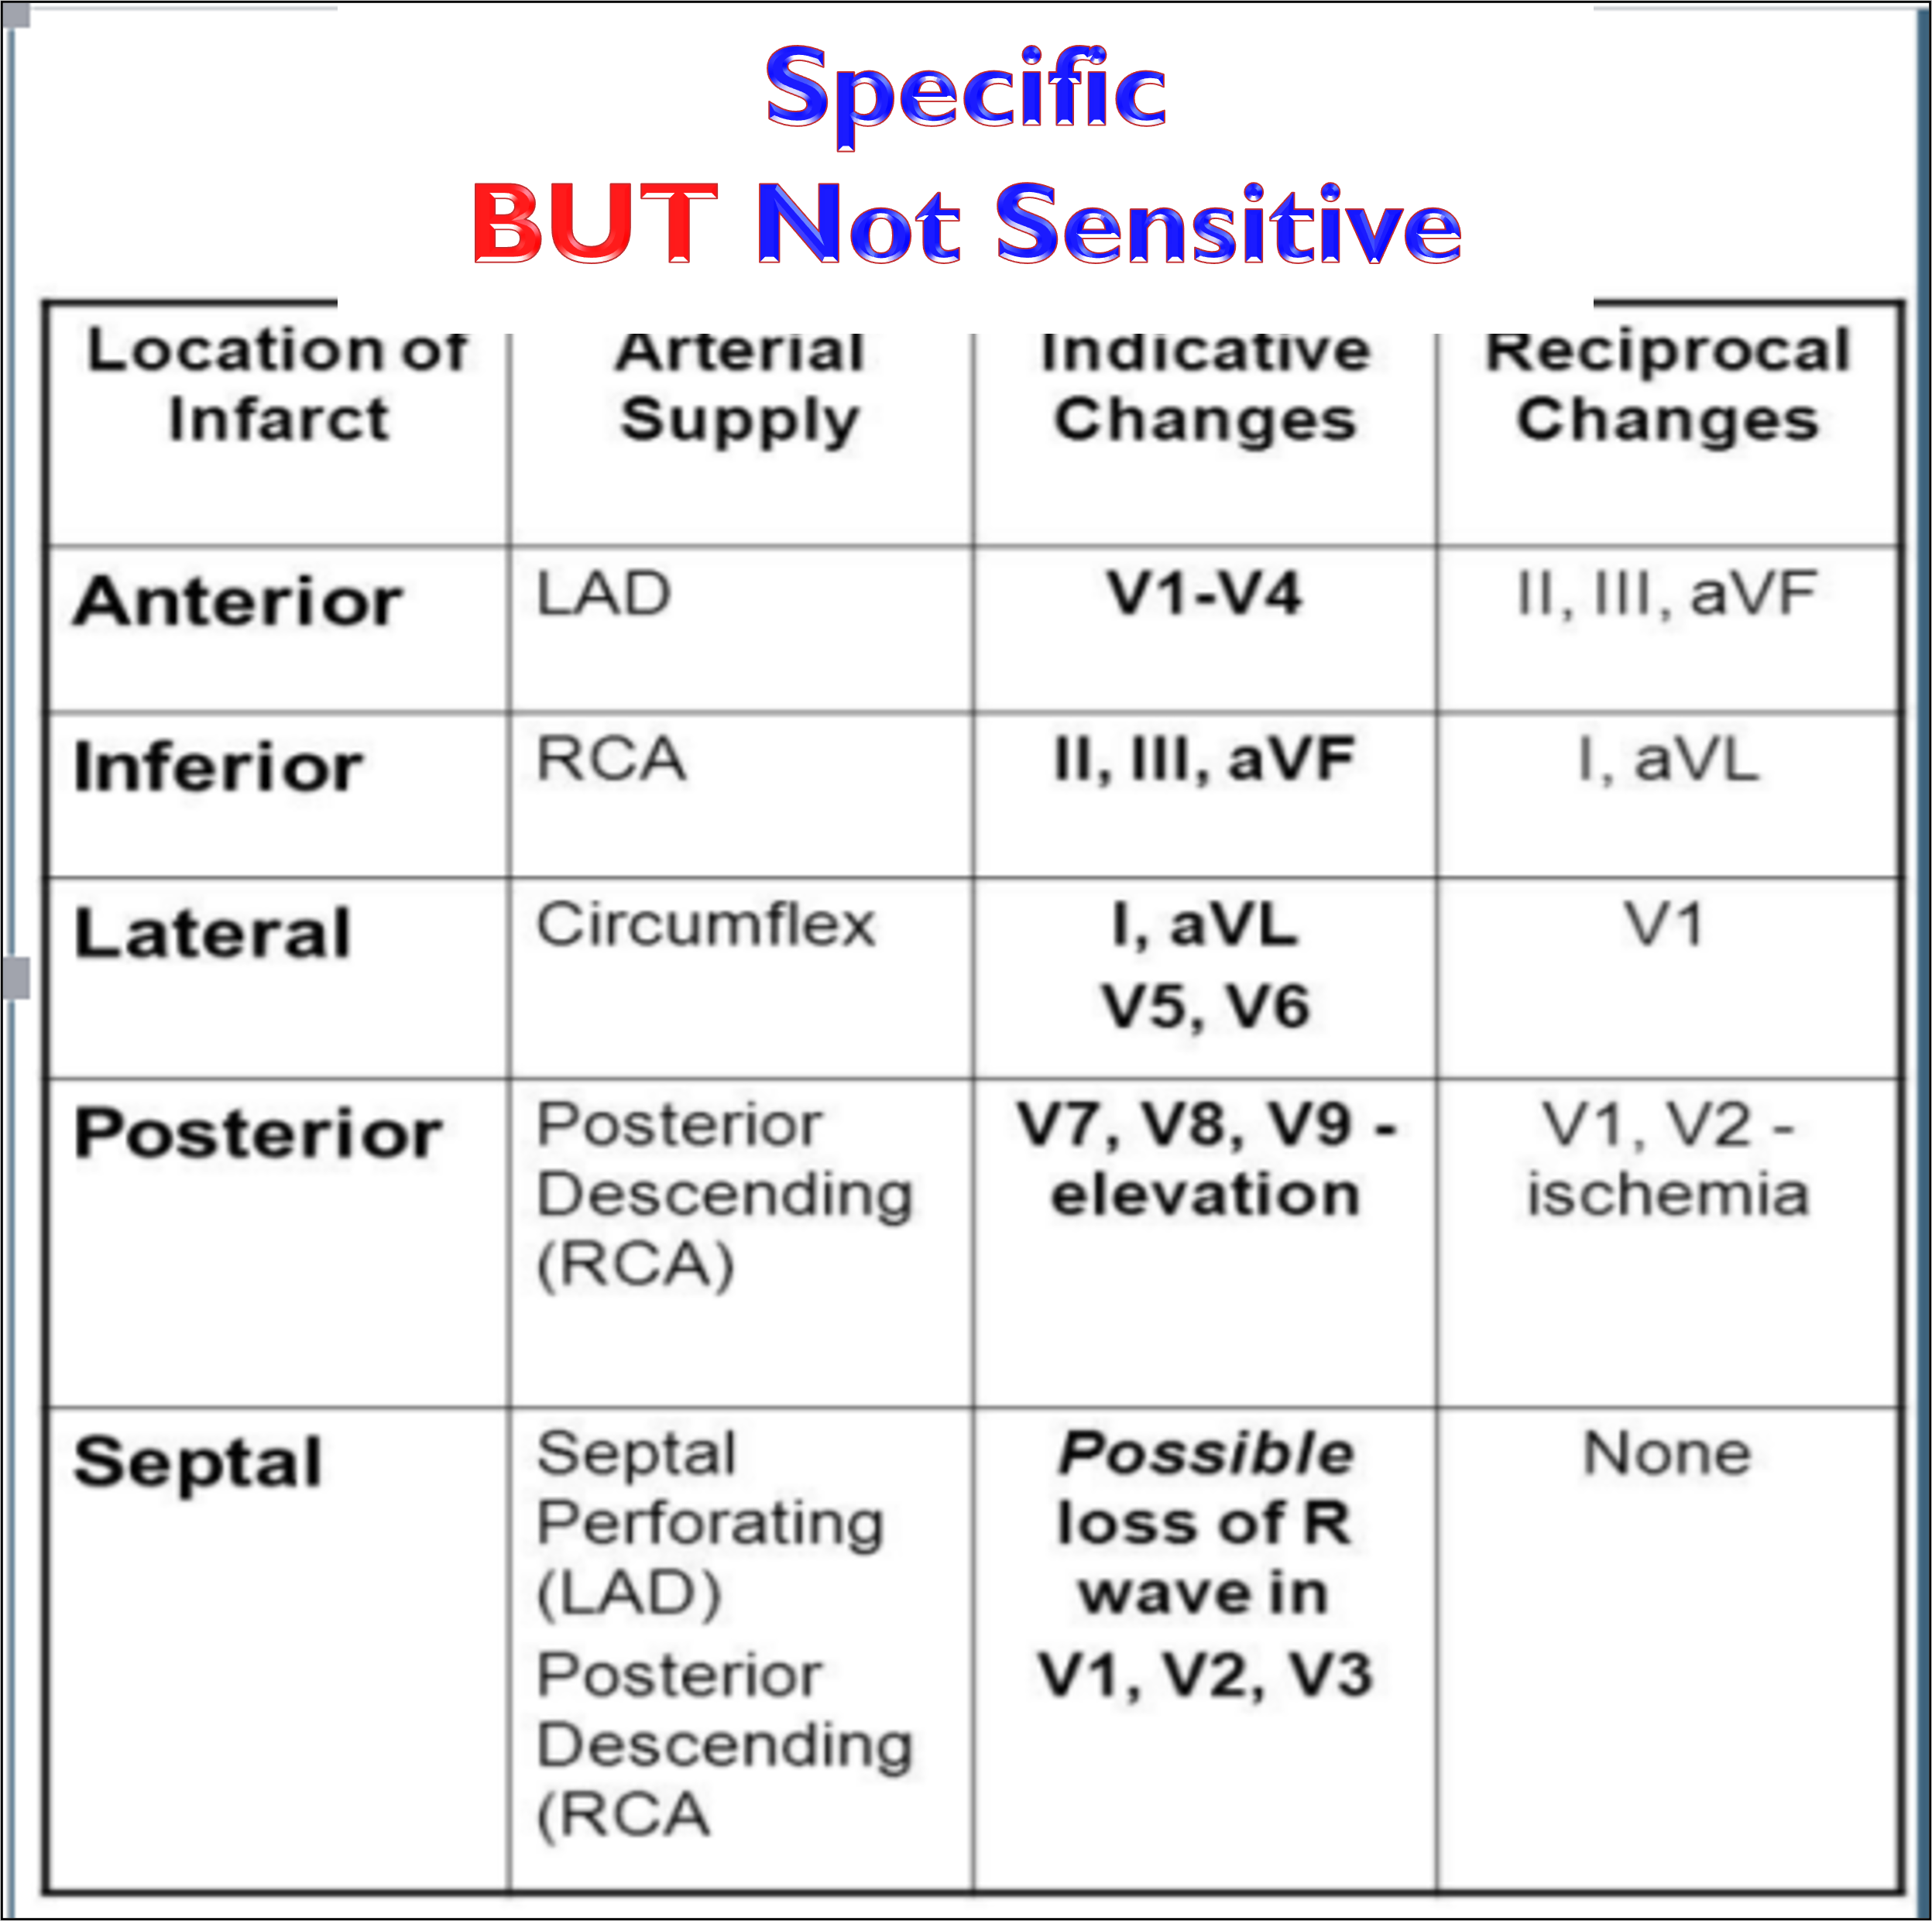 Specific
BUT Not Sensitive
Location of Infarct
Arterial Supply
Indicative Changes
Reciprocal Changes
Anterior
LAD
V1-V4
II, III, aVF
Inferior
RCA
II, III, aVF
I, aVL
Lateral
Circumflex
I, aVL
V5, V6
V1
Posterior
Posterior
Descending
(RCA)
V7, V8, V9 -
elevation
V1, V2 -
ischemia
Septal
Septal
Perforating
(LAD)
Posterior
Descending
(RCA
Possible
loss of R
wave in
V1, V2, V3
None